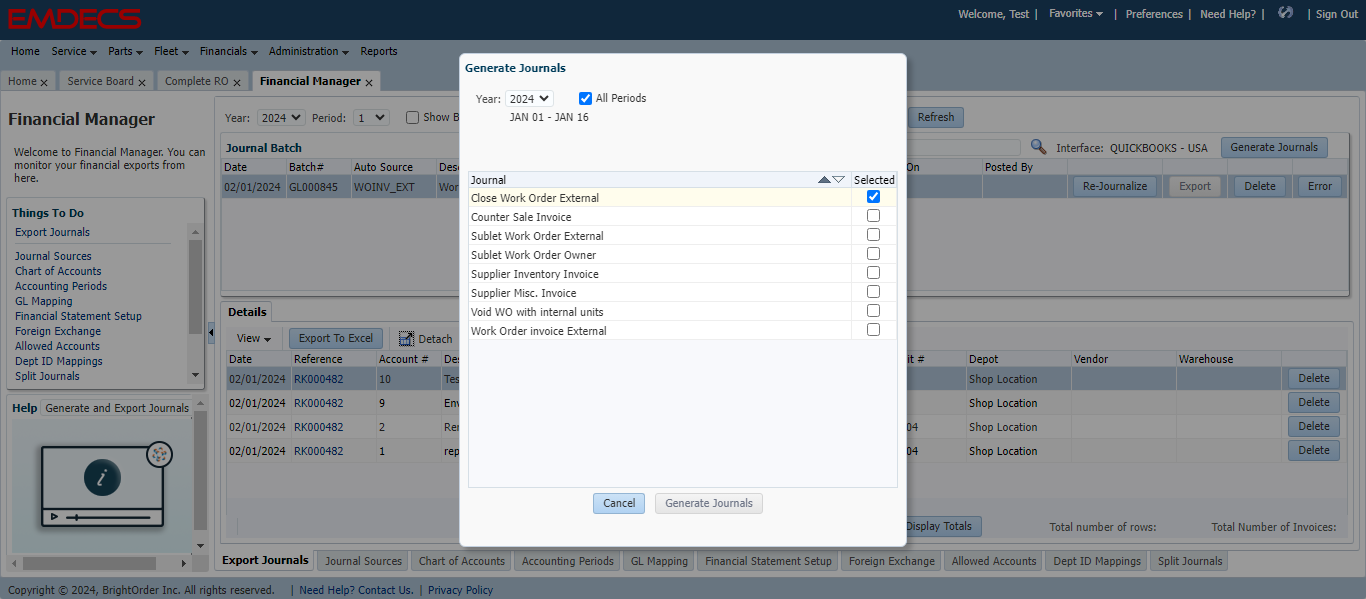 EMDECS
Welcome, Test | Favorites | Preferences | Need Help? | | Sign Out
Home Service Parts Fleet Financials Administration Reports
Home Service Board Complete RO Financial Manager
Financial Manager
Welcome to Financial Manager. You can
monitor your financial exports from
here.
Things To Do
Export Journals
Journal Sources
Chart of Accounts
Accounting Periods
GL Mapping
Financial Statement Setup
Foreign Exchange
Allowed Accounts
Dept ID Mappings
Split Journals
Help Generate and Export Journals
Year: 2024 Period: 1 Show B Refresh
Journal Batch Interface: QUICKBOOKS - USA Generate Journals
Date Batch# Auto Source Des On Posted By
02/01/2024 GL000845 WOINV_EXT Wor Re-Journalize Export Delete Error
Generate Journals
Year: 2024 All Periods
JAN 01 - JAN 16
Journal Selected
Close Work Order External
Counter Sale Invoice
Sublet Work Order External
Sublet Work Order Owner
Supplier Inventory Invoice
Supplier Misc. Invoice
Void WO with internal units
Work Order invoice External
Cancel Generate Journals
Details
View Export To Excel Detach
Date Reference Account # Des it # Depot Vendor Warehouse
02/01/2024 RK000482 10 Tes Shop Location Delete
02/01/2024 RK000482 9 Env Shop Location Delete
02/01/2024 RK000482 2 Ren 04 Shop Location Delete
02/01/2024 RK000482 1 rep 04 Shop Location Delete
Display Totals Total number of rows: Total Number of Invoices:
Export Journals Journal Sources Chart of Accounts Accounting Periods GL Mapping Financial Statement Setup Foreign Exchange Allowed Accounts Dept ID Mappings Split Journals
Copyright © 2024, BrightOrder Inc. All rights reserved. | Need Help? Contact Us. | Privacy Policy